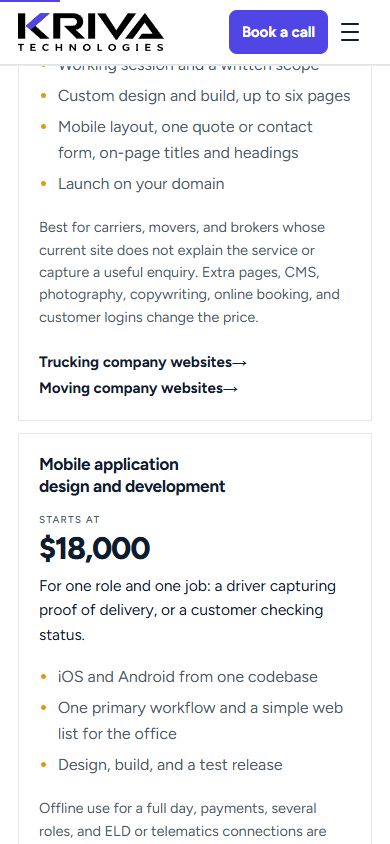 KRIVA
TECHNOLOGIES
Book a call
Working session and a written scope
Custom design and build, up to six pages
Mobile layout, one quote or contact
form, on-page titles and headings
Launch on your domain
Best for carriers, movers, and brokers whose
current site does not explain the service or
capture a useful enquiry. Extra pages, CMS,
photography, copywriting, online booking, and
customer logins change the price.
Trucking company websites→
Moving company websites→
Mobile application
design and development
STARTS AT
$18,000
For one role and one job: a driver capturing
proof of delivery, or a customer checking
status.
iOS and Android from one codebase
One primary workflow and a simple web
list for the office
Design, build, and a test release
Offline use for a full day, payments, several
roles, and ELD or telematics connections are